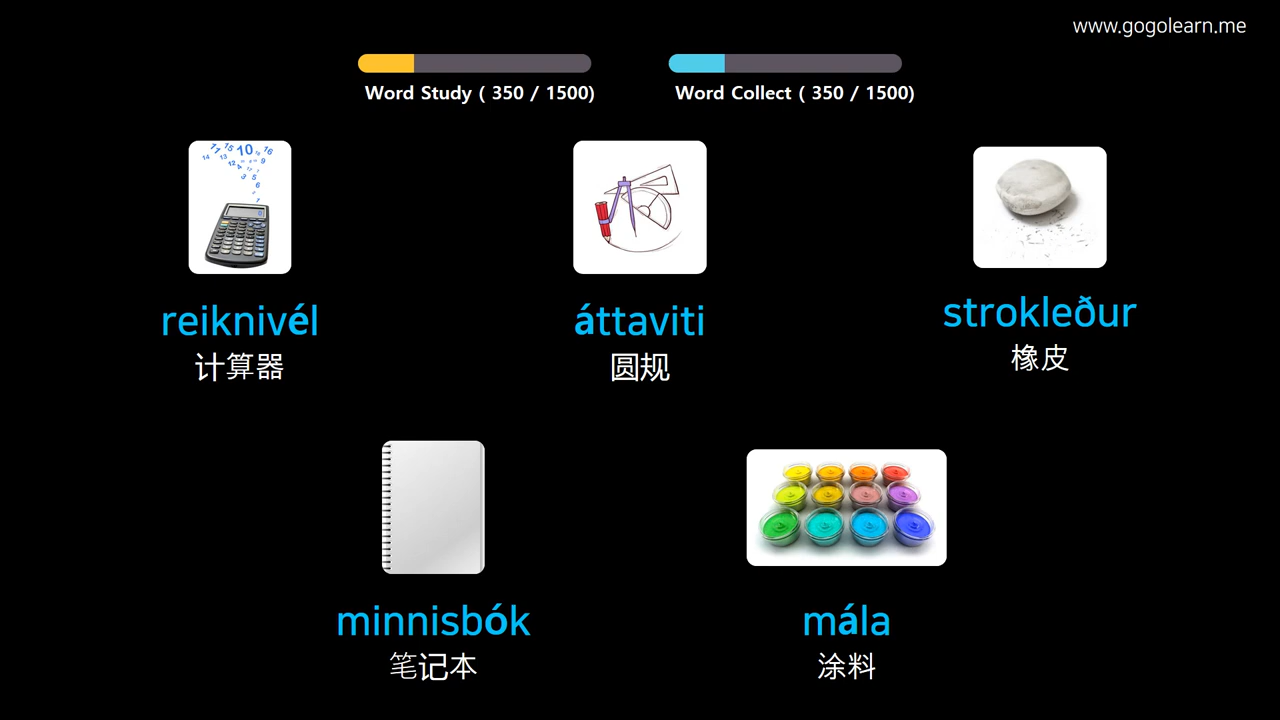 www.gogolearn.me
Word Study ( 350 / 1500)
Word Collect ( 350 / 1500)
reiknivél
计算器
áttaviti
圆规
strokleður
橡皮
minnisbók
笔记本
mála
涂料